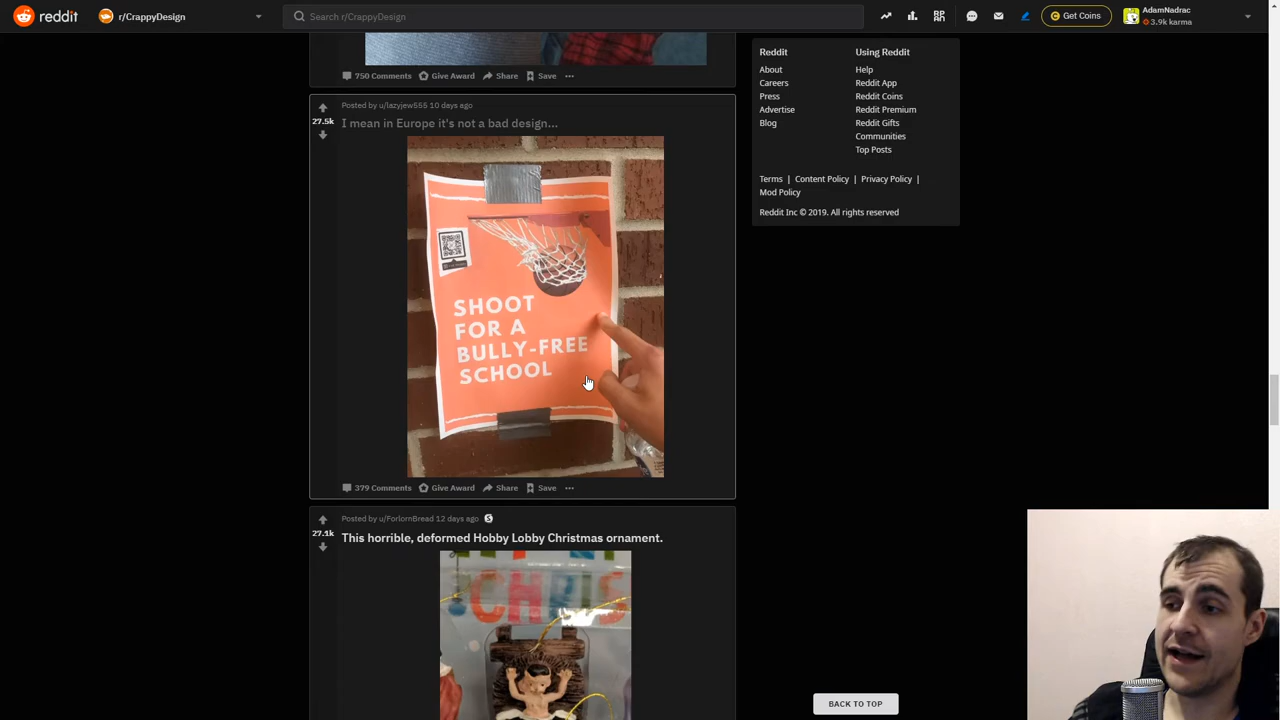 reddit
r/CrappyDesign
Search r/CrappyDesign
Get Coins
AdamNadrac
3.9k karma
750 Comments
Give Award
Share
Save
Posted by u/lazyjew555 10 days ago
27.5k
I mean in Europe it's not a bad design...
SHOOT
FOR A
BULLY-FREE
SCHOOL
379 Comments
Give Award
Share
Save
Posted by u/ForlornBread 12 days ago
27.1k
This horrible, deformed Hobby Lobby Christmas ornament.
CHRIS
Reddit
Using Reddit
About
Help
Careers
Reddit App
Press
Reddit Coins
Advertise
Reddit Premium
Blog
Reddit Gifts
Communities
Top Posts
Terms | Content Policy | Privacy Policy |
Mod Policy
Reddit Inc © 2019. All rights reserved
BACK TO TOP